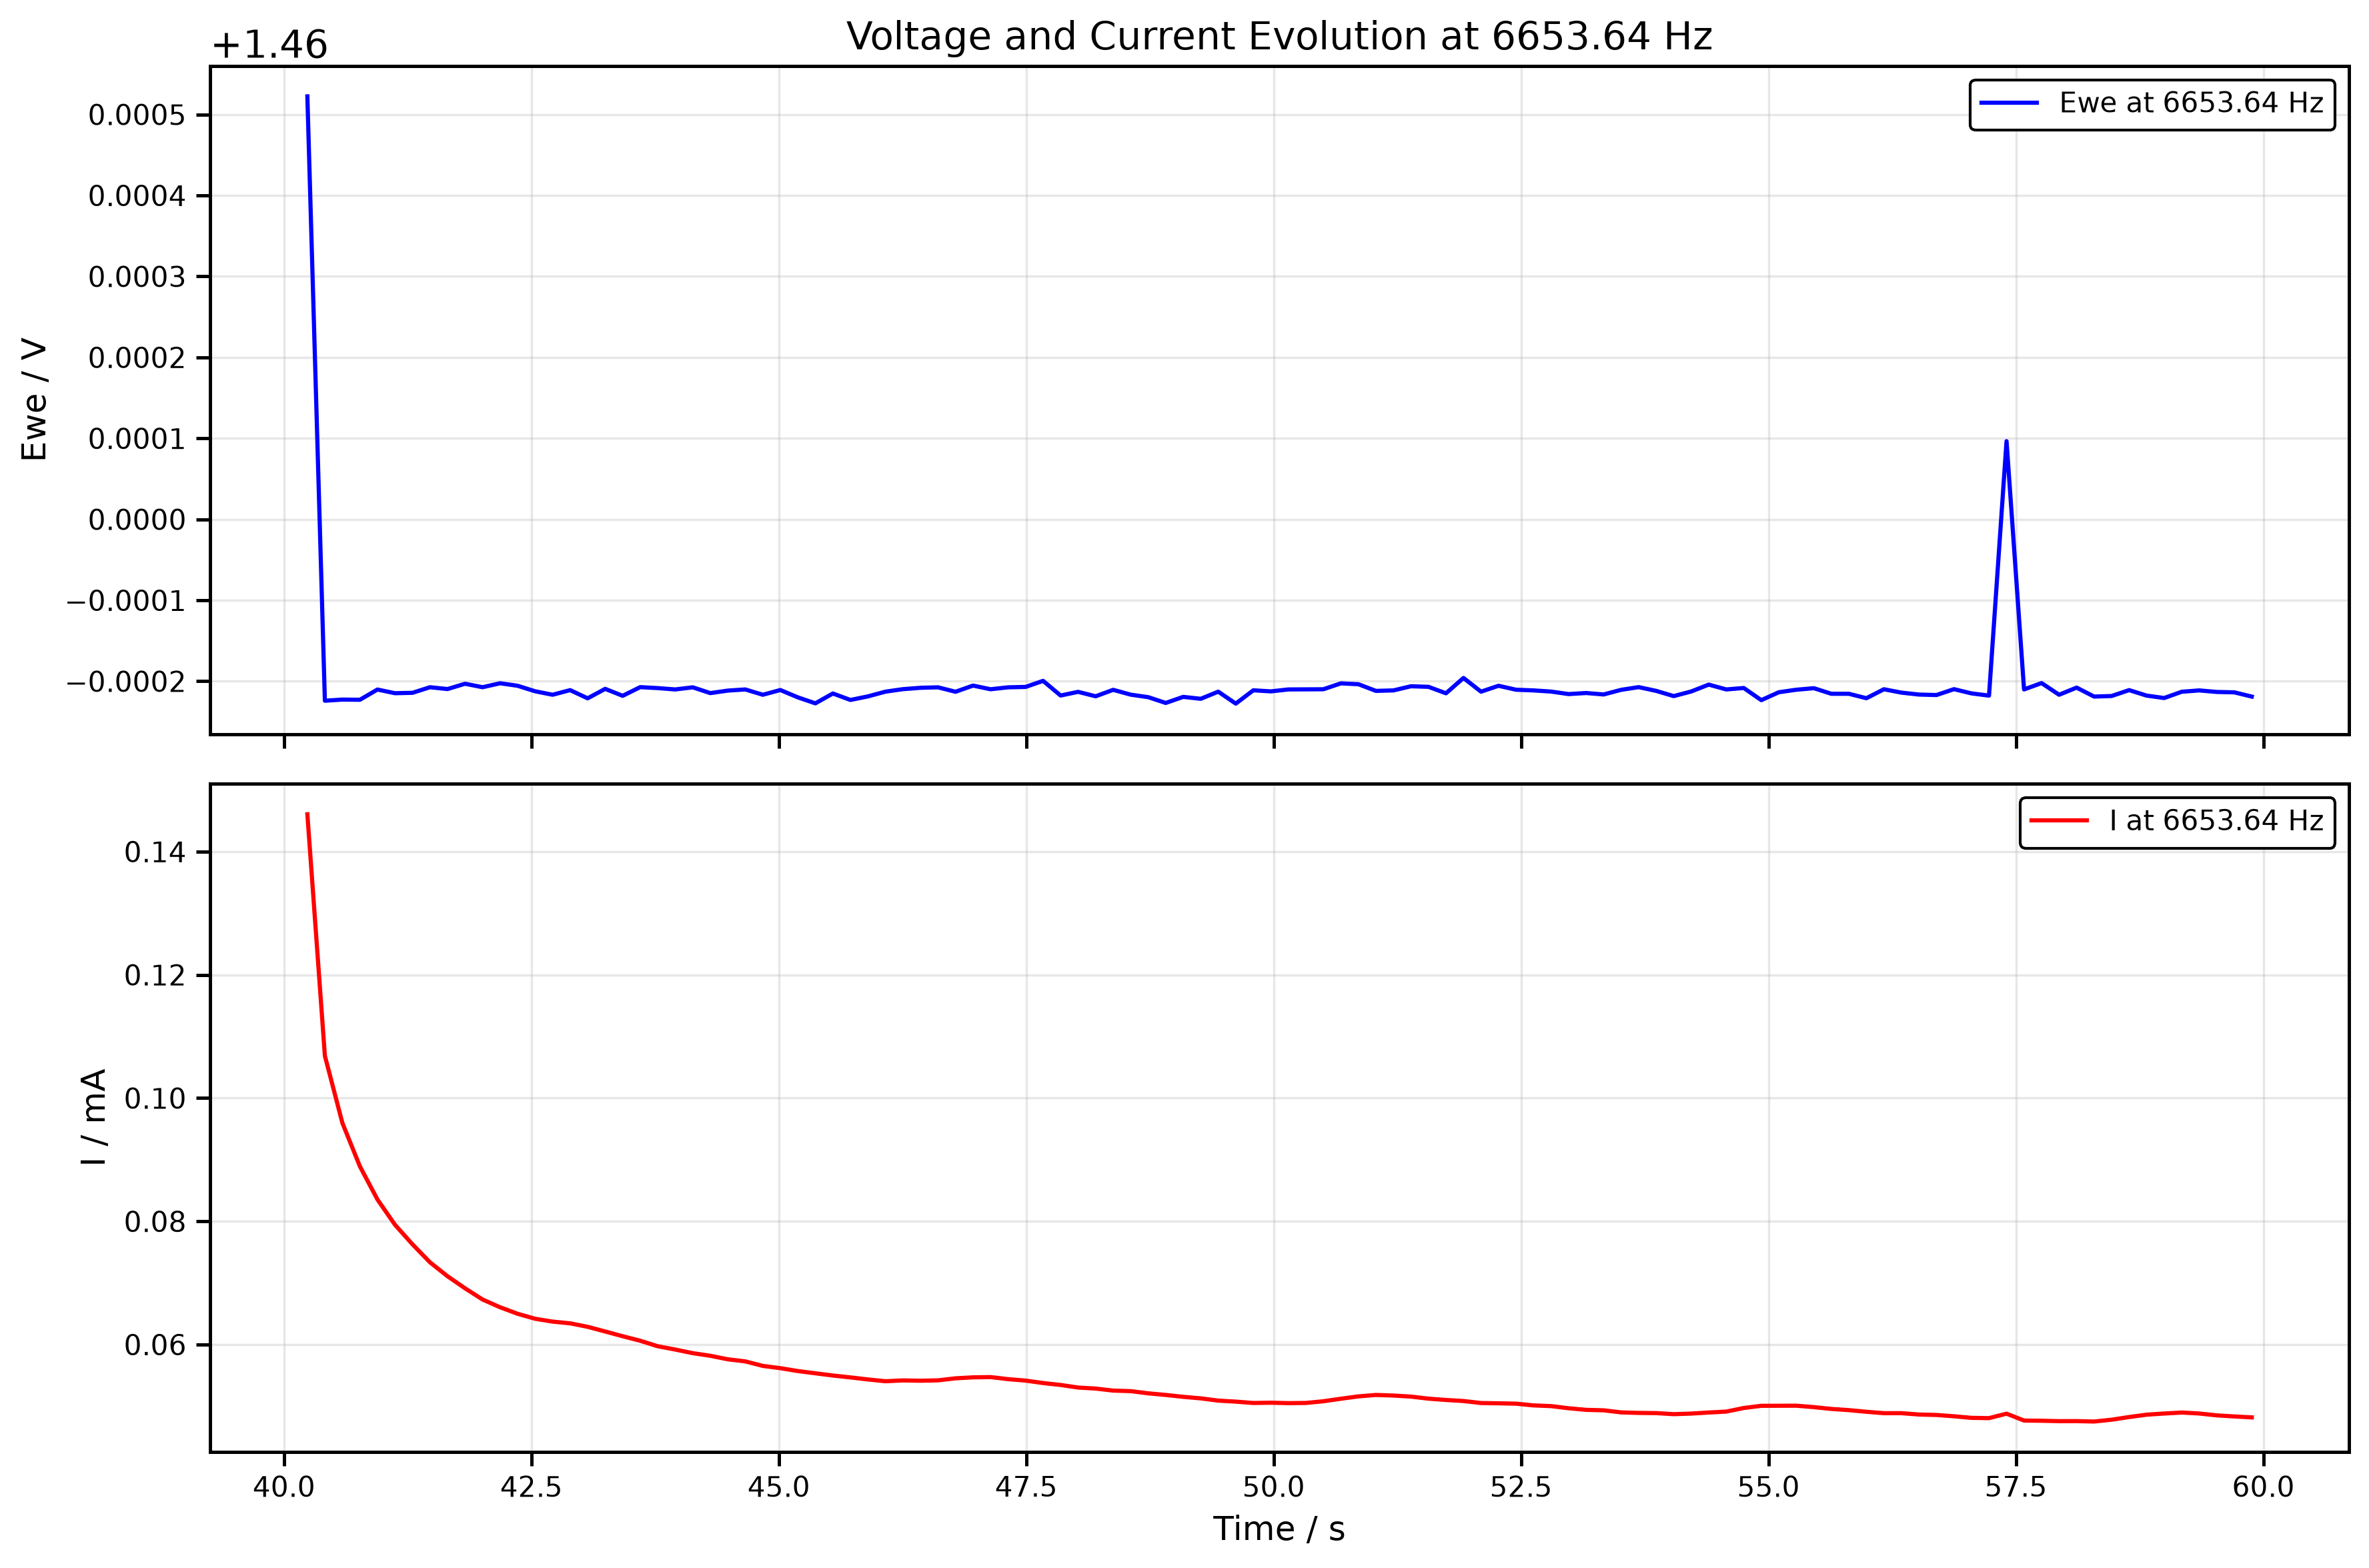 Voltage and Current Evolution at 6653.64 Hz
+1.46
Ewe at 6653.64 Hz
0.0005
0.0004
0.0003
0.0002
0.0001
0.0000
−0.0001
−0.0002
Ewe / V
I at 6653.64 Hz
0.14
0.12
0.10
0.08
0.06
I / mA
40.0 42.5 45.0 47.5 50.0 52.5 55.0 57.5 60.0
Time / s